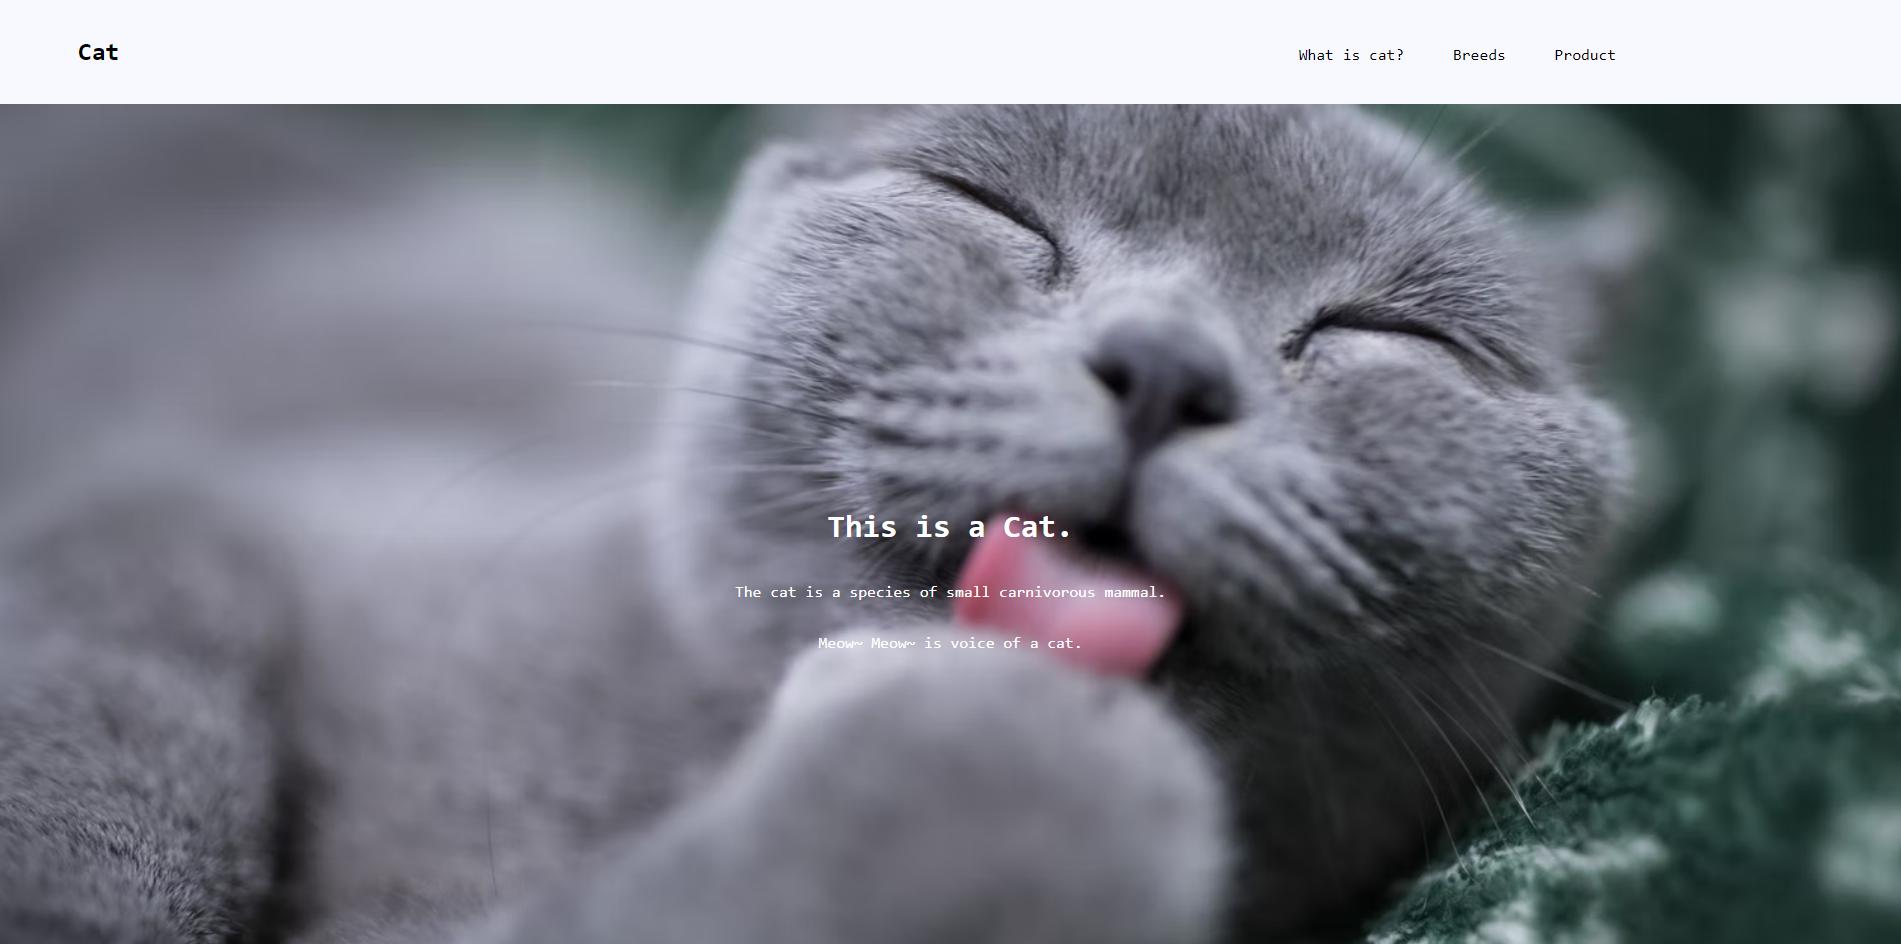 Cat
What is cat? Breeds Product
This is a Cat.
The cat is a species of small carnivorous mammal.
Meow~ Meow~ is voice of a cat.